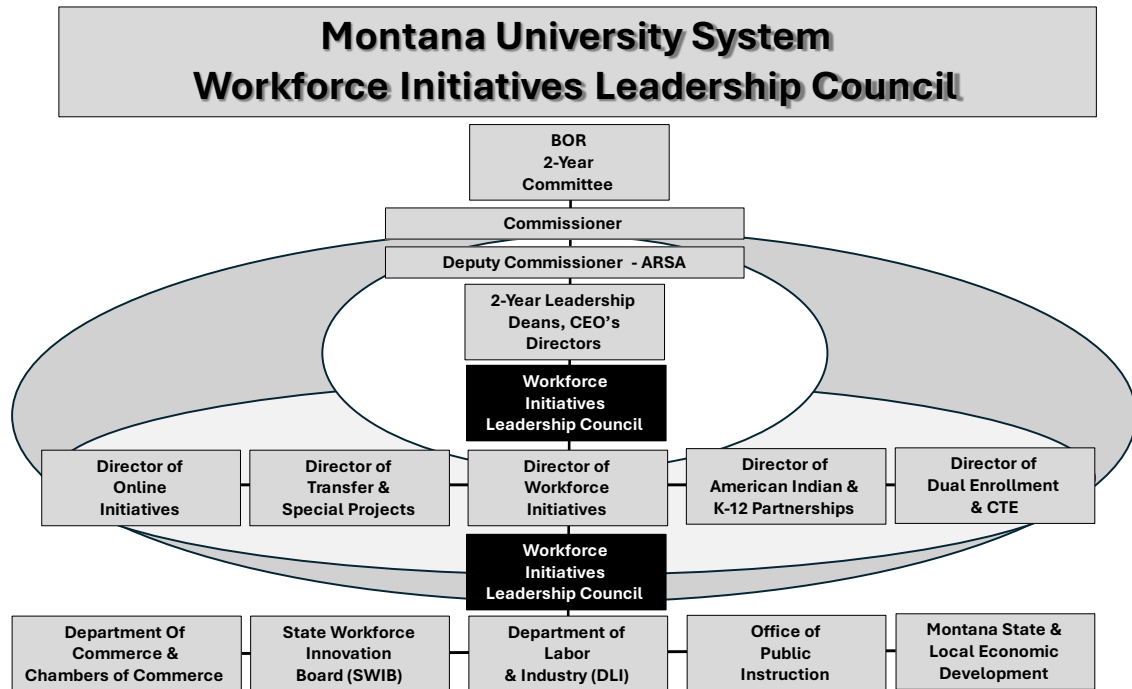 Montana University System
Workforce Initiatives Leadership Council
BOR
2-Year
Committee
Commissioner
Deputy Commissioner - ARSA
2-Year Leadership
Deans, CEO's
Directors
Workforce
Initiatives
Leadership Council
Director of
Online
Initiatives
Director of
Transfer &
Special Projects
Director of
Workforce
Initiatives
Director of
American Indian &
K-12 Partnerships
Director of
Dual Enrollment
& CTE
Workforce
Initiatives
Leadership Council
Department Of
Commerce &
Chambers of Commerce
State Workforce
Innovation
Board (SWIB)
Department of
Labor
& Industry (DLI)
Office of
Public
Instruction
Montana State &
Local Economic
Development